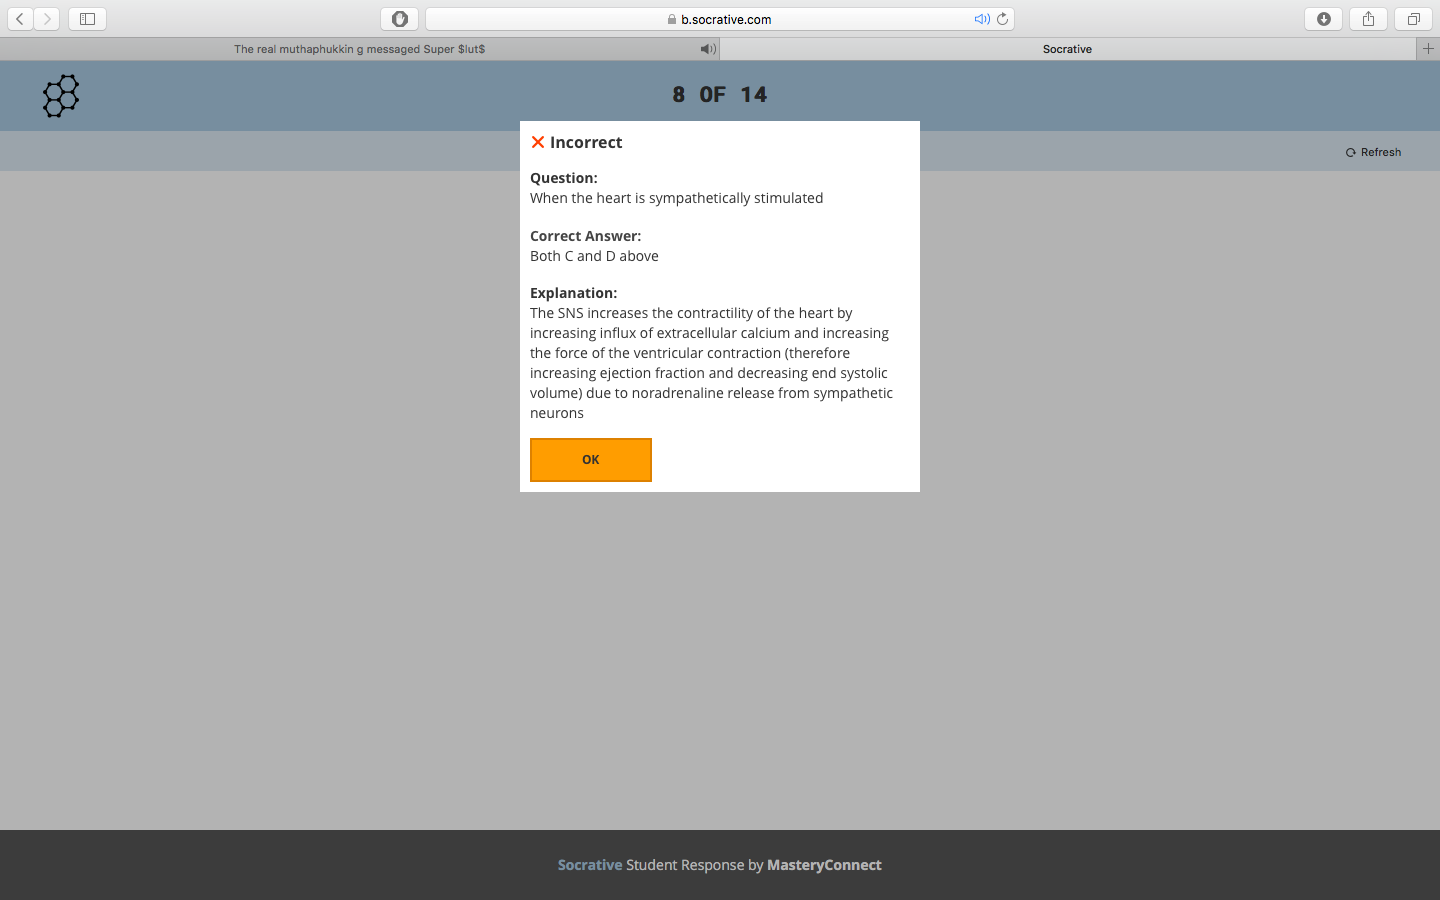 b.socrative.com
The real muthaphukkin g messaged Super $lut$
Socrative
8 OF 14
Refresh
Incorrect
Question:
When the heart is sympathetically stimulated
Correct Answer:
Both C and D above
Explanation:
The SNS increases the contractility of the heart by
increasing influx of extracellular calcium and increasing
the force of the ventricular contraction (therefore
increasing ejection fraction and decreasing end systolic
volume) due to noradrenaline release from sympathetic
neurons
OK
Socrative Student Response by MasteryConnect